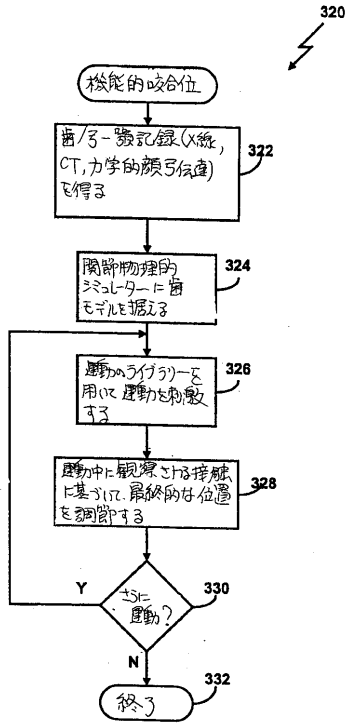 320
機能的咬合位
歯/弓-顎記録(X線,
CT,力学的顔弓伝達)
を得る
322
関節物理的
シミュレーターに歯
モデルを据える
324
運動のライブラリーを
用いて運動を刺激
する
326
運動中に観察される接触
に基づいて、最終的な位置
を調節する
328
Y
さらに
運動?
330
N
332
終了